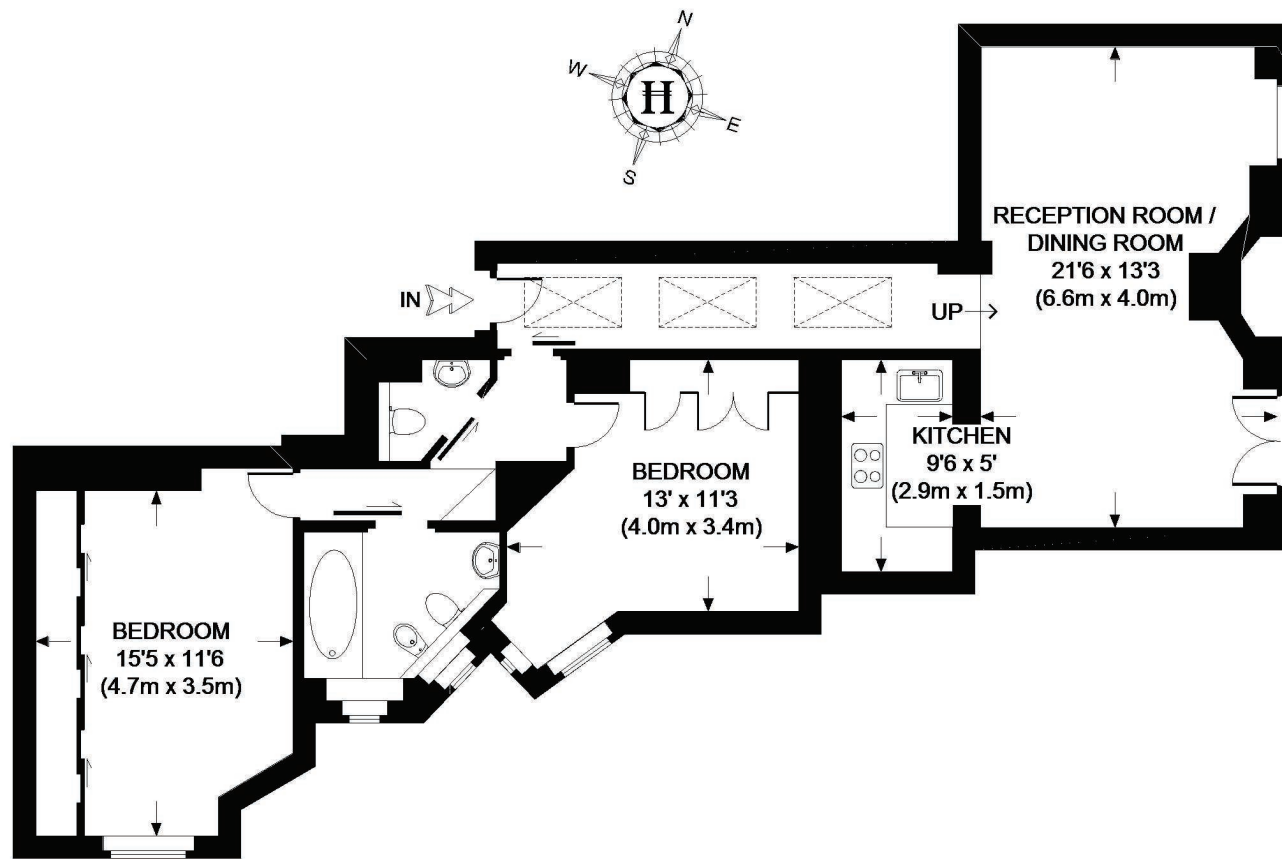 N
W
H
E
S
RECEPTION ROOM /
DINING ROOM
21'6 x 13'3
(6.6m x 4.0m)
IN
UP
KITCHEN
9'6 x 5'
(2.9m x 1.5m)
BEDROOM
13' x 11'3
(4.0m x 3.4m)
BEDROOM
15'5 x 11'6
(4.7m x 3.5m)